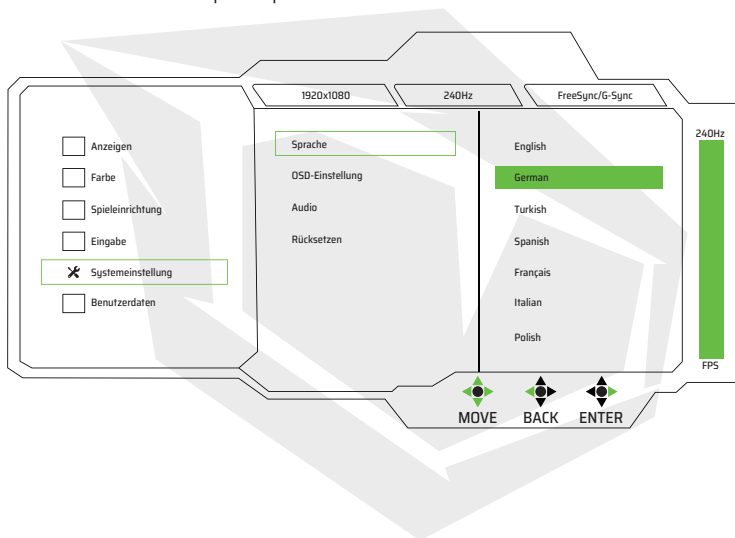 1920x1080
240Hz
FreeSync/G-Sync
Anzeigen
Farbe
Spieleinrichtung
Eingabe
Systemeinstellung
Benutzerdaten
Sprache
OSD-Einstellung
Audio
Rücksetzen
English
German
Turkish
Spanish
Français
Italian
Polish
240Hz
FPS
MOVE
BACK
ENTER